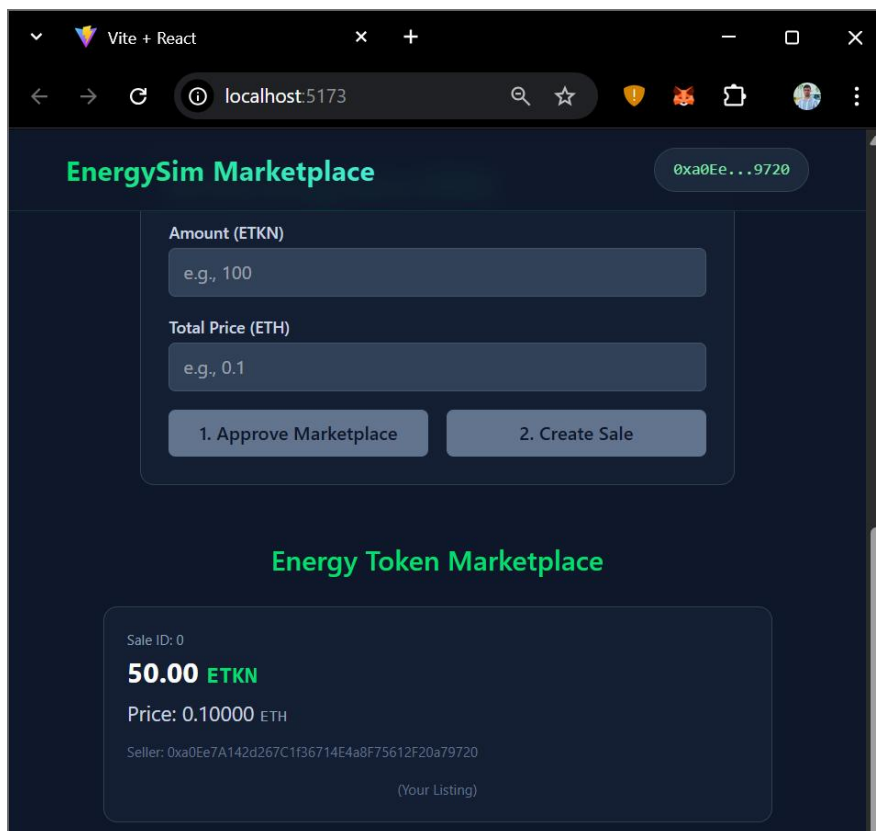 Vite + React
localhost:5173
EnergySim Marketplace
0xa0Ee...9720
Amount (ETKN)
e.g., 100
Total Price (ETH)
e.g., 0.1
1. Approve Marketplace
2. Create Sale
Energy Token Marketplace
Sale ID: 0
50.00 ETKN
Price: 0.10000 ETH
Seller: 0xa0Ee7A142d267C1f36714E4a8F75612F20a79720
(Your Listing)